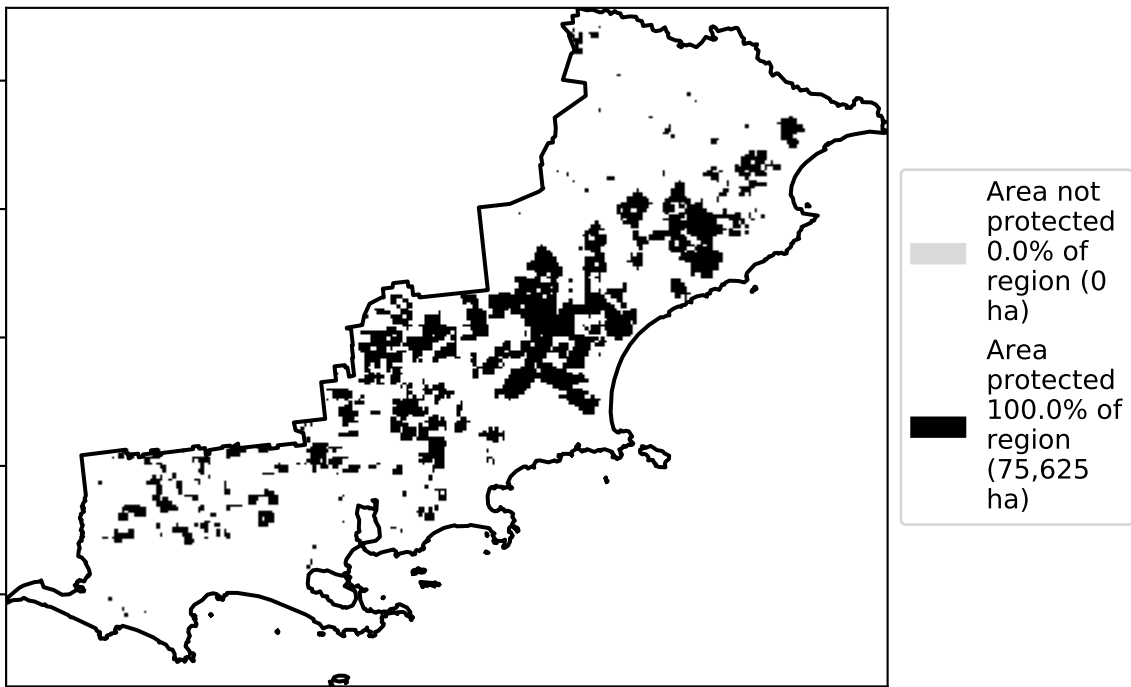 Area not
protected
0.0% of
region (0
ha)
Area
protected
100.0% of
region
(75,625
ha)